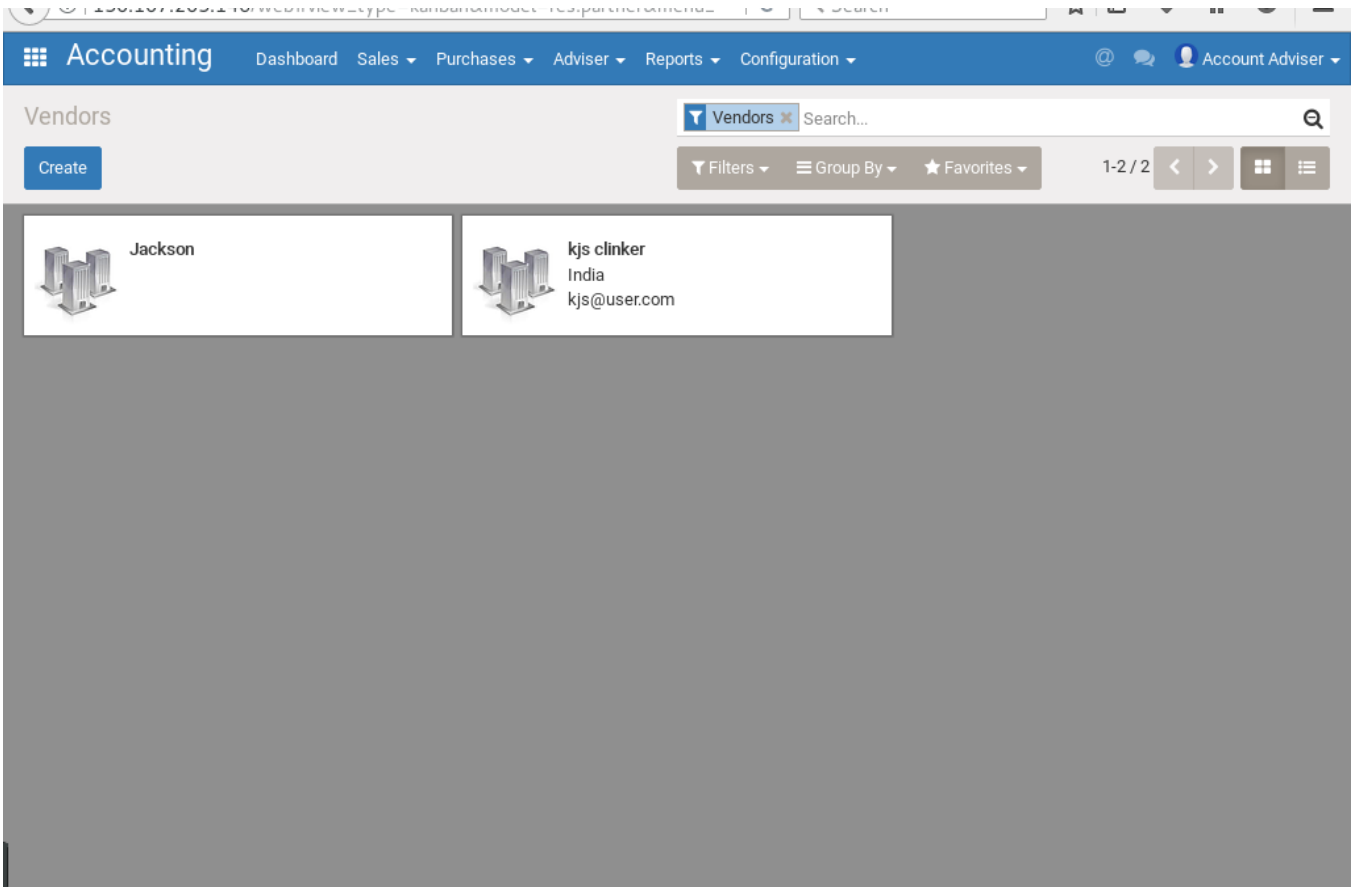 Accounting Dashboard Sales Purchases Adviser Reports Configuration @ Account Adviser
Vendors
Vendors Search...
Create
Filters Group By Favorites 1-2 / 2
Jackson
kjs clinker
India
kjs@user.com